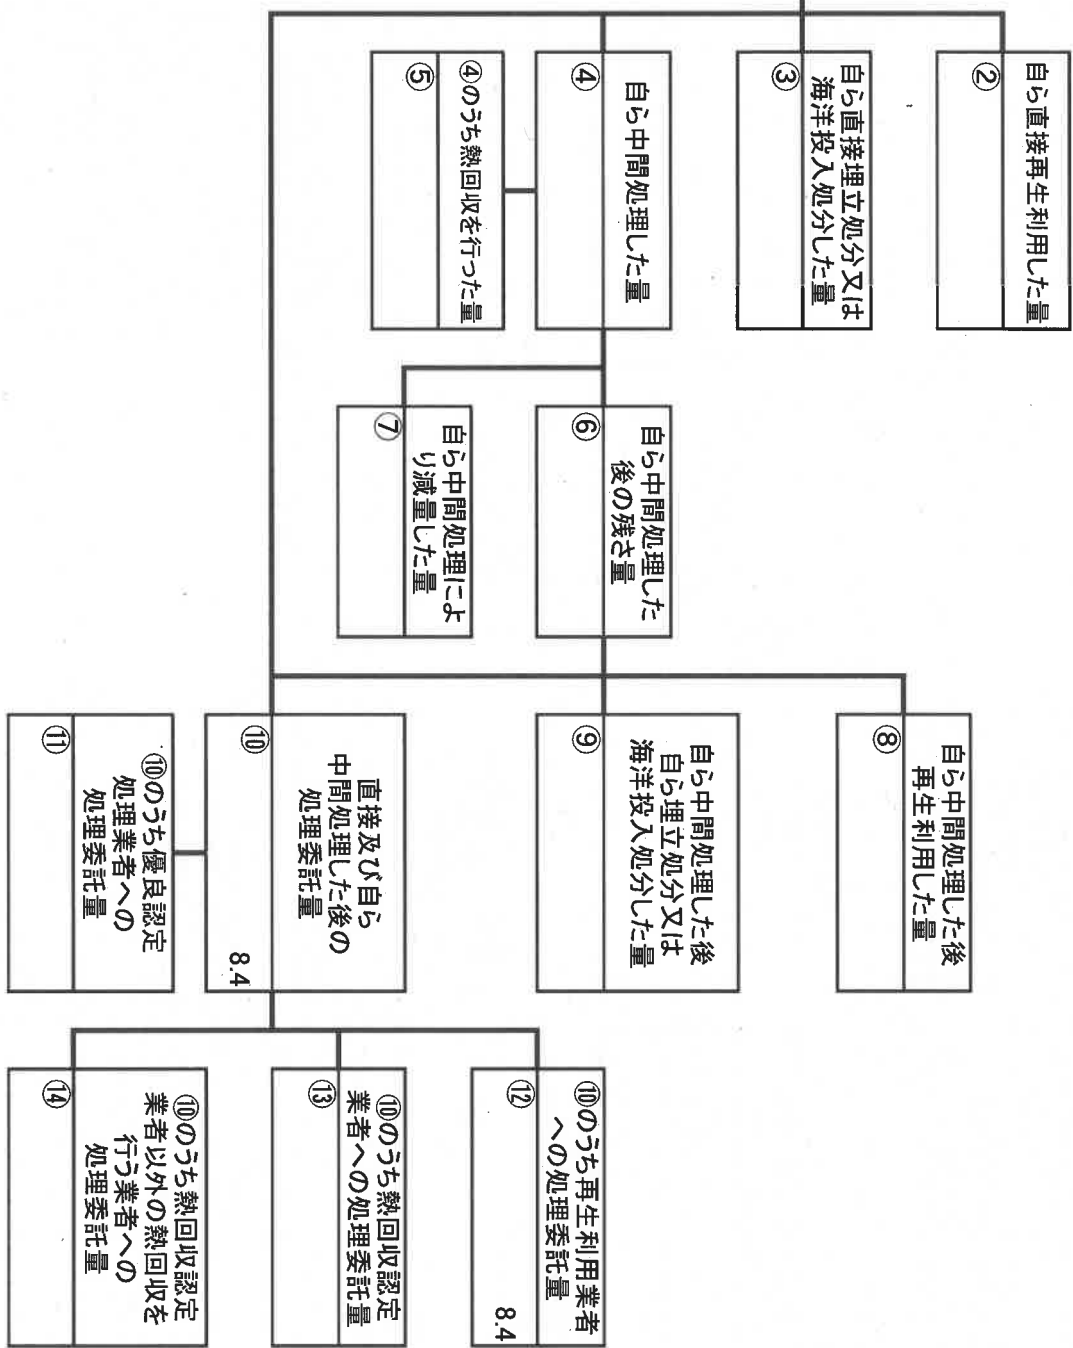 自ら直接再生利用した量
②
自ら直接埋立処分又は
海洋投入処分した量
③
自ら中間処理した量
④
④のうち熱回収を行った量
⑤
自ら中間処理した
後の残さ量
⑥
自ら中間処理によ
り減量した量
⑦
自ら中間処理した後
再生利用した量
⑧
自ら中間処理した後
自ら埋立処分又は
海洋投入処分した量
⑨
直接及び自ら
中間処理した後の
処理委託量
⑩
8.4
⑩のうち優良認定
処理業者への
処理委託量
⑪
⑩のうち再生利用業者
への処理委託量
⑫
8.4
⑩のうち熱回収認定
業者への処理委託量
⑬
⑩のうち熱回収認定
業者以外の熱回収を
行う業者への
処理委託量
⑭